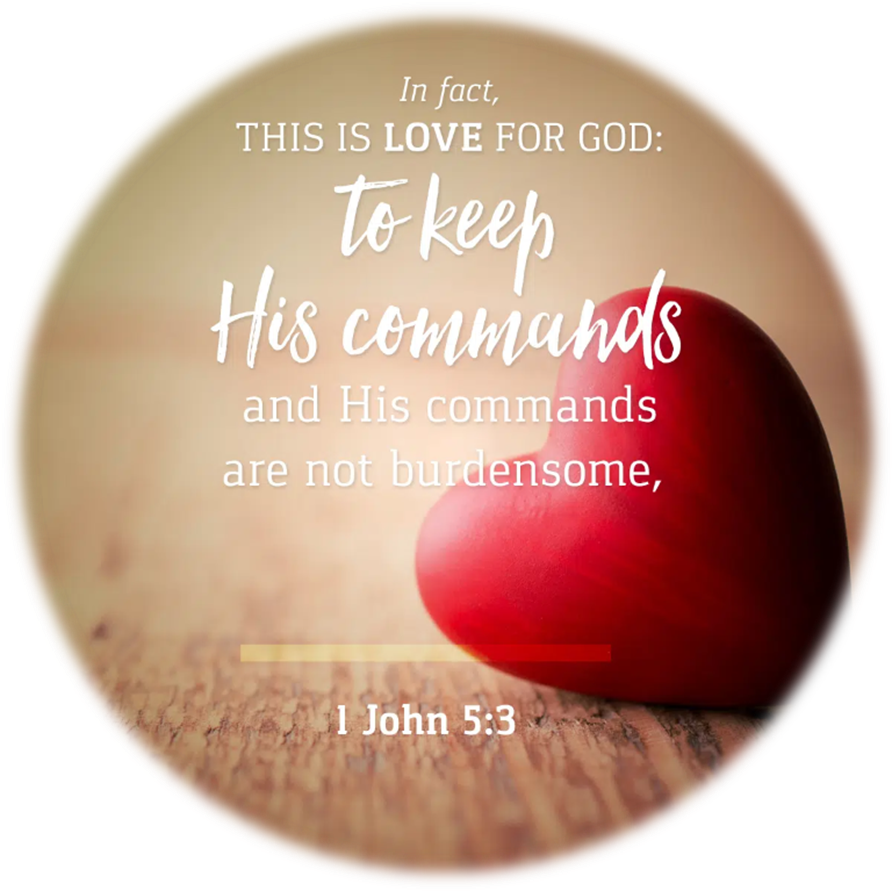 In fact,
THIS IS LOVE FOR GOD:
to keep
His commands
and His commands
are not burdensome,
1 John 5:3